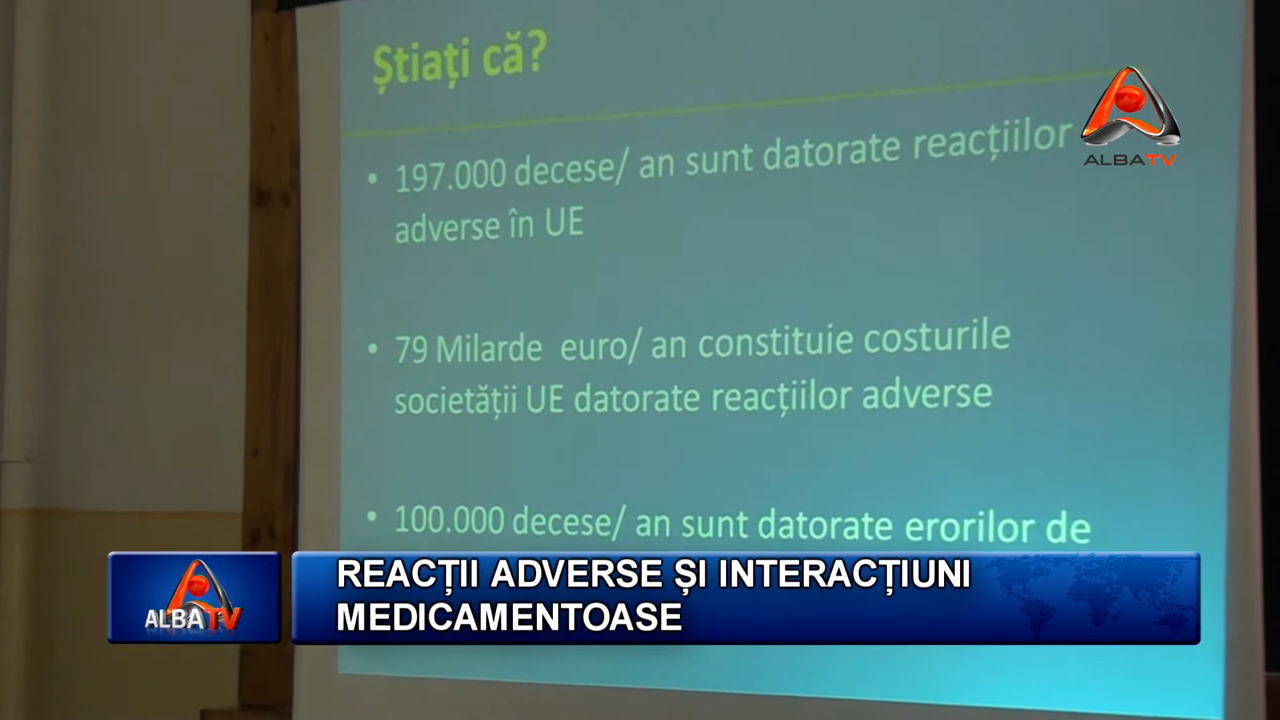 Știați că?
ALBATV
• 197.000 decese/ an sunt datorate reacțiilor
adverse în UE
• 79 Milarde  euro/ an constituie costurile
societății UE datorate reacțiilor adverse
• 100.000 decese/ an sunt datorate erorilor de
ALBATV
REACȚII ADVERSE ȘI INTERACȚIUNI
MEDICAMENTOASE